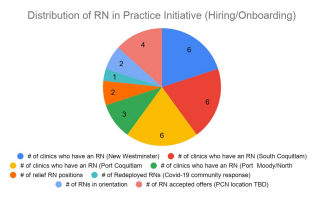 Distribution of RN in Practice Initiative (Hiring/Onboarding)
4
6
2
1
2
6
3
6
# of clinics who have an RN (New Westminster)
# of clinics who have an RN (South Coquitlam)
# of clinics who have an RN (Port Coquitlam
# of clinics who have an RN (Port Moody/North
# of relief RN positions
# of Redeployed RNs (Covid-19 community response)
# of RNs in orientation
# of RN accepted offers (PCN location TBD)